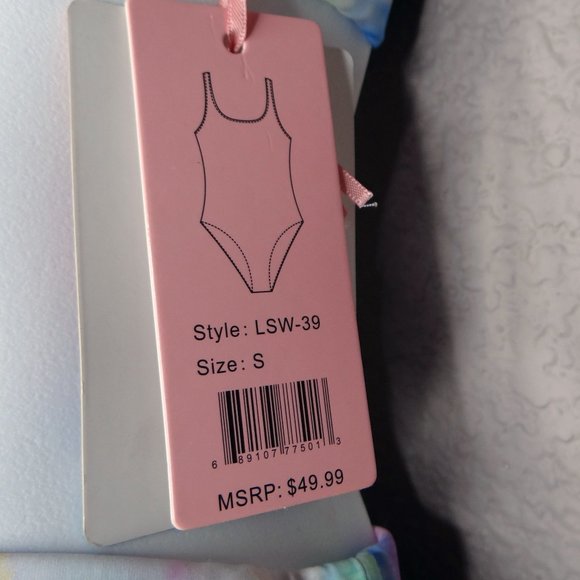 Style: LSW-39
Size: S
6 89107 77501 3
MSRP: $49.99